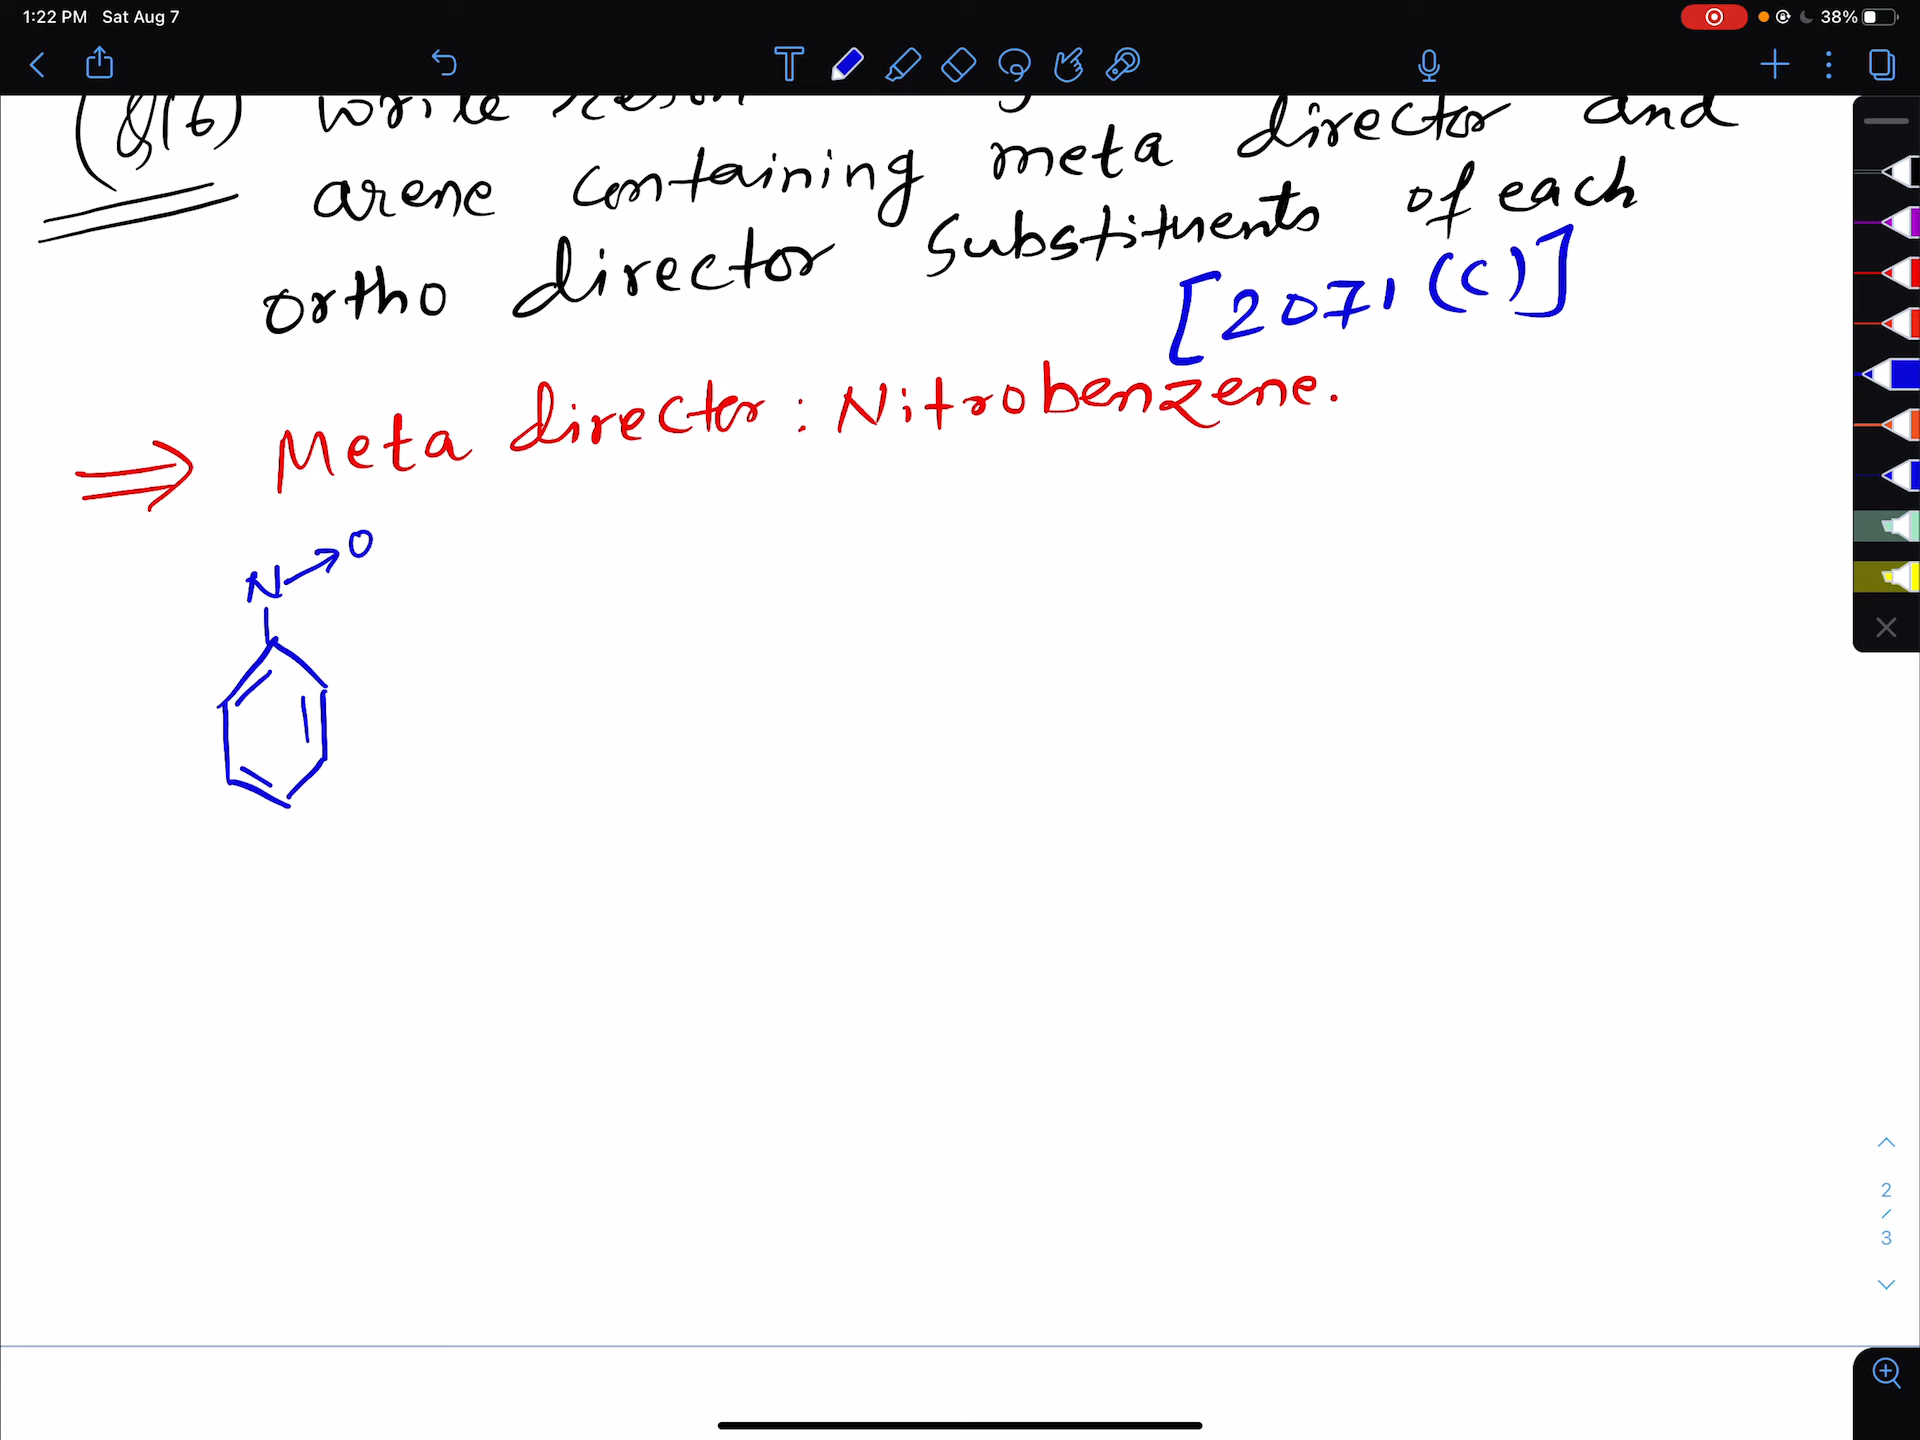 1:22 PM Sat Aug 7
38%
(Q16) write and
arene containing meta director
ortho director substituents of each
[2071 (C)]
⇒ Meta director : Nitrobenzene.
N→O
2
/
3